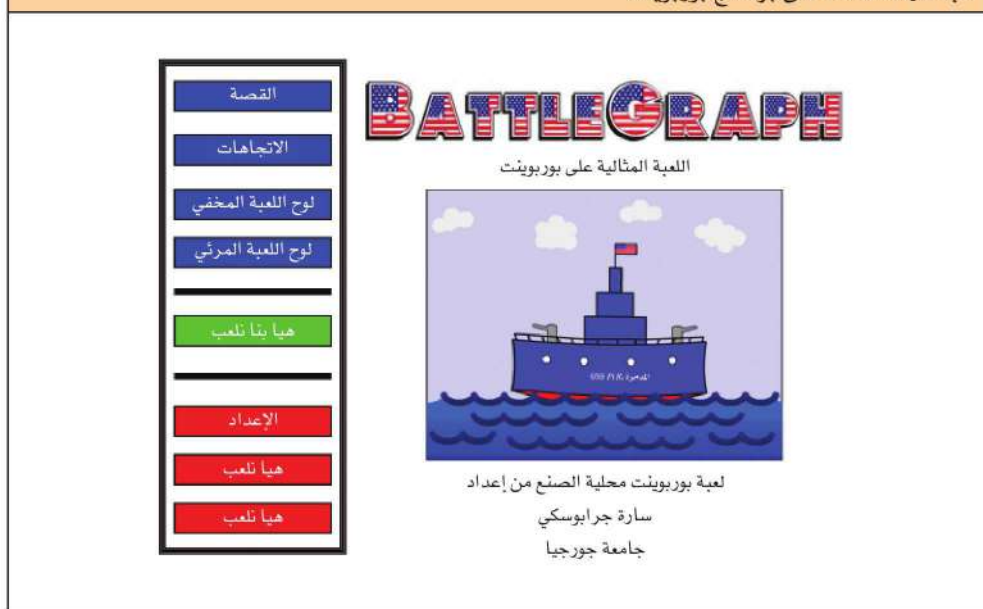 BATTLEGRAPH
اللعبة المثالية على بوربوينت
القصة
الاتجاهات
لوح اللعبة المخفي
لوح اللعبة المرئي
هيا بنا نلعب
الإعداد
هيا نلعب
هيا نلعب
لعبة بوربوينت محلية الصنع من إعداد
سارة جرابوسكي
جامعة جورجيا